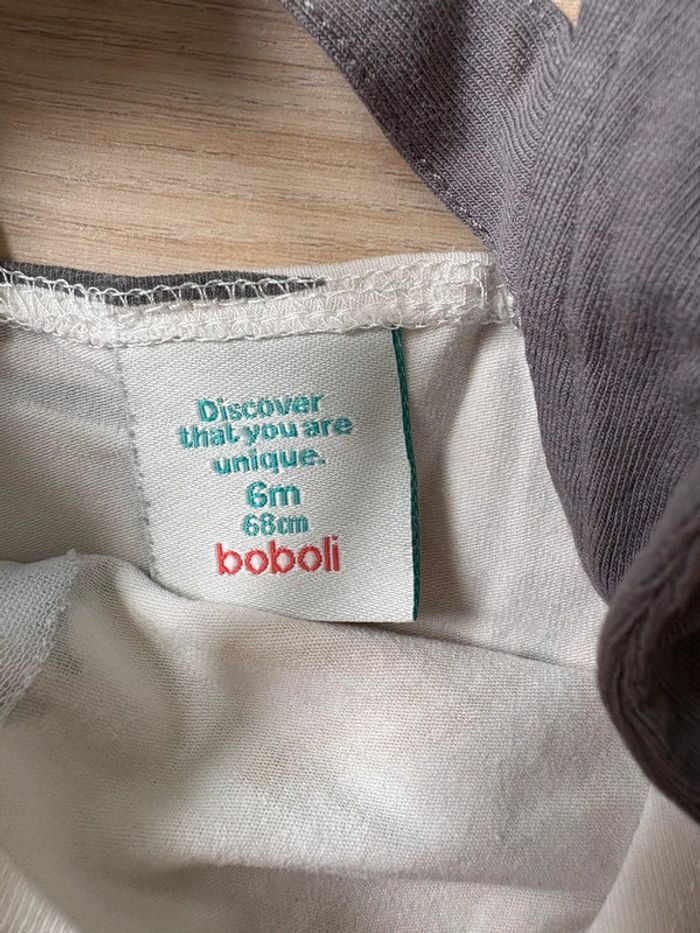 Discover
that you are
unique.
6m
68cm
boboli